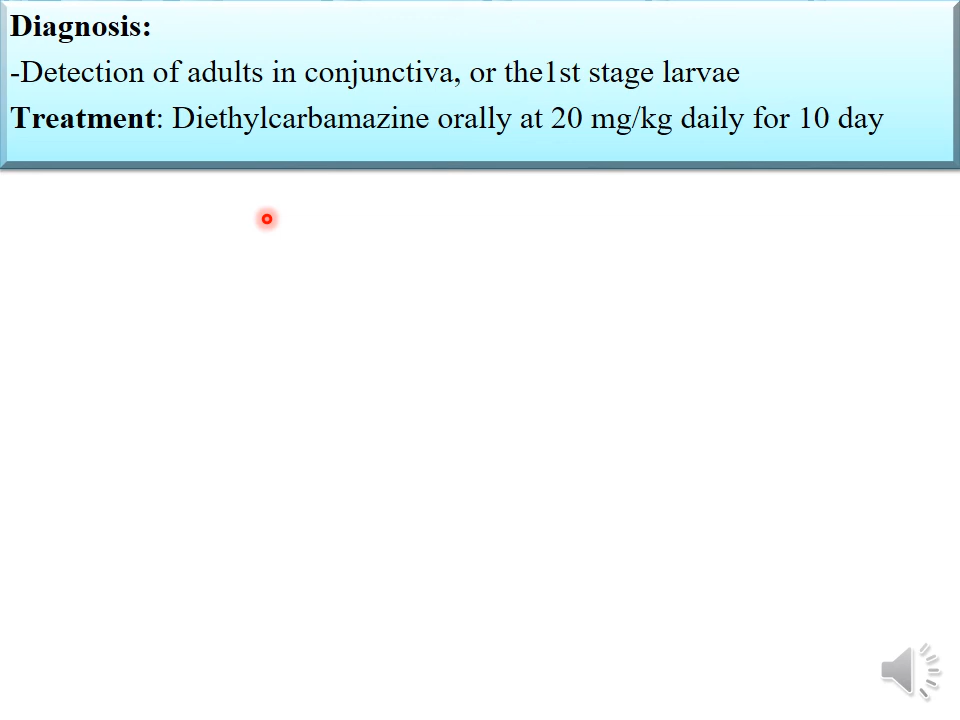 Diagnosis:
-Detection of adults in conjunctiva, or the1st stage larvae
Treatment: Diethylcarbamazine orally at 20 mg/kg daily for 10 day